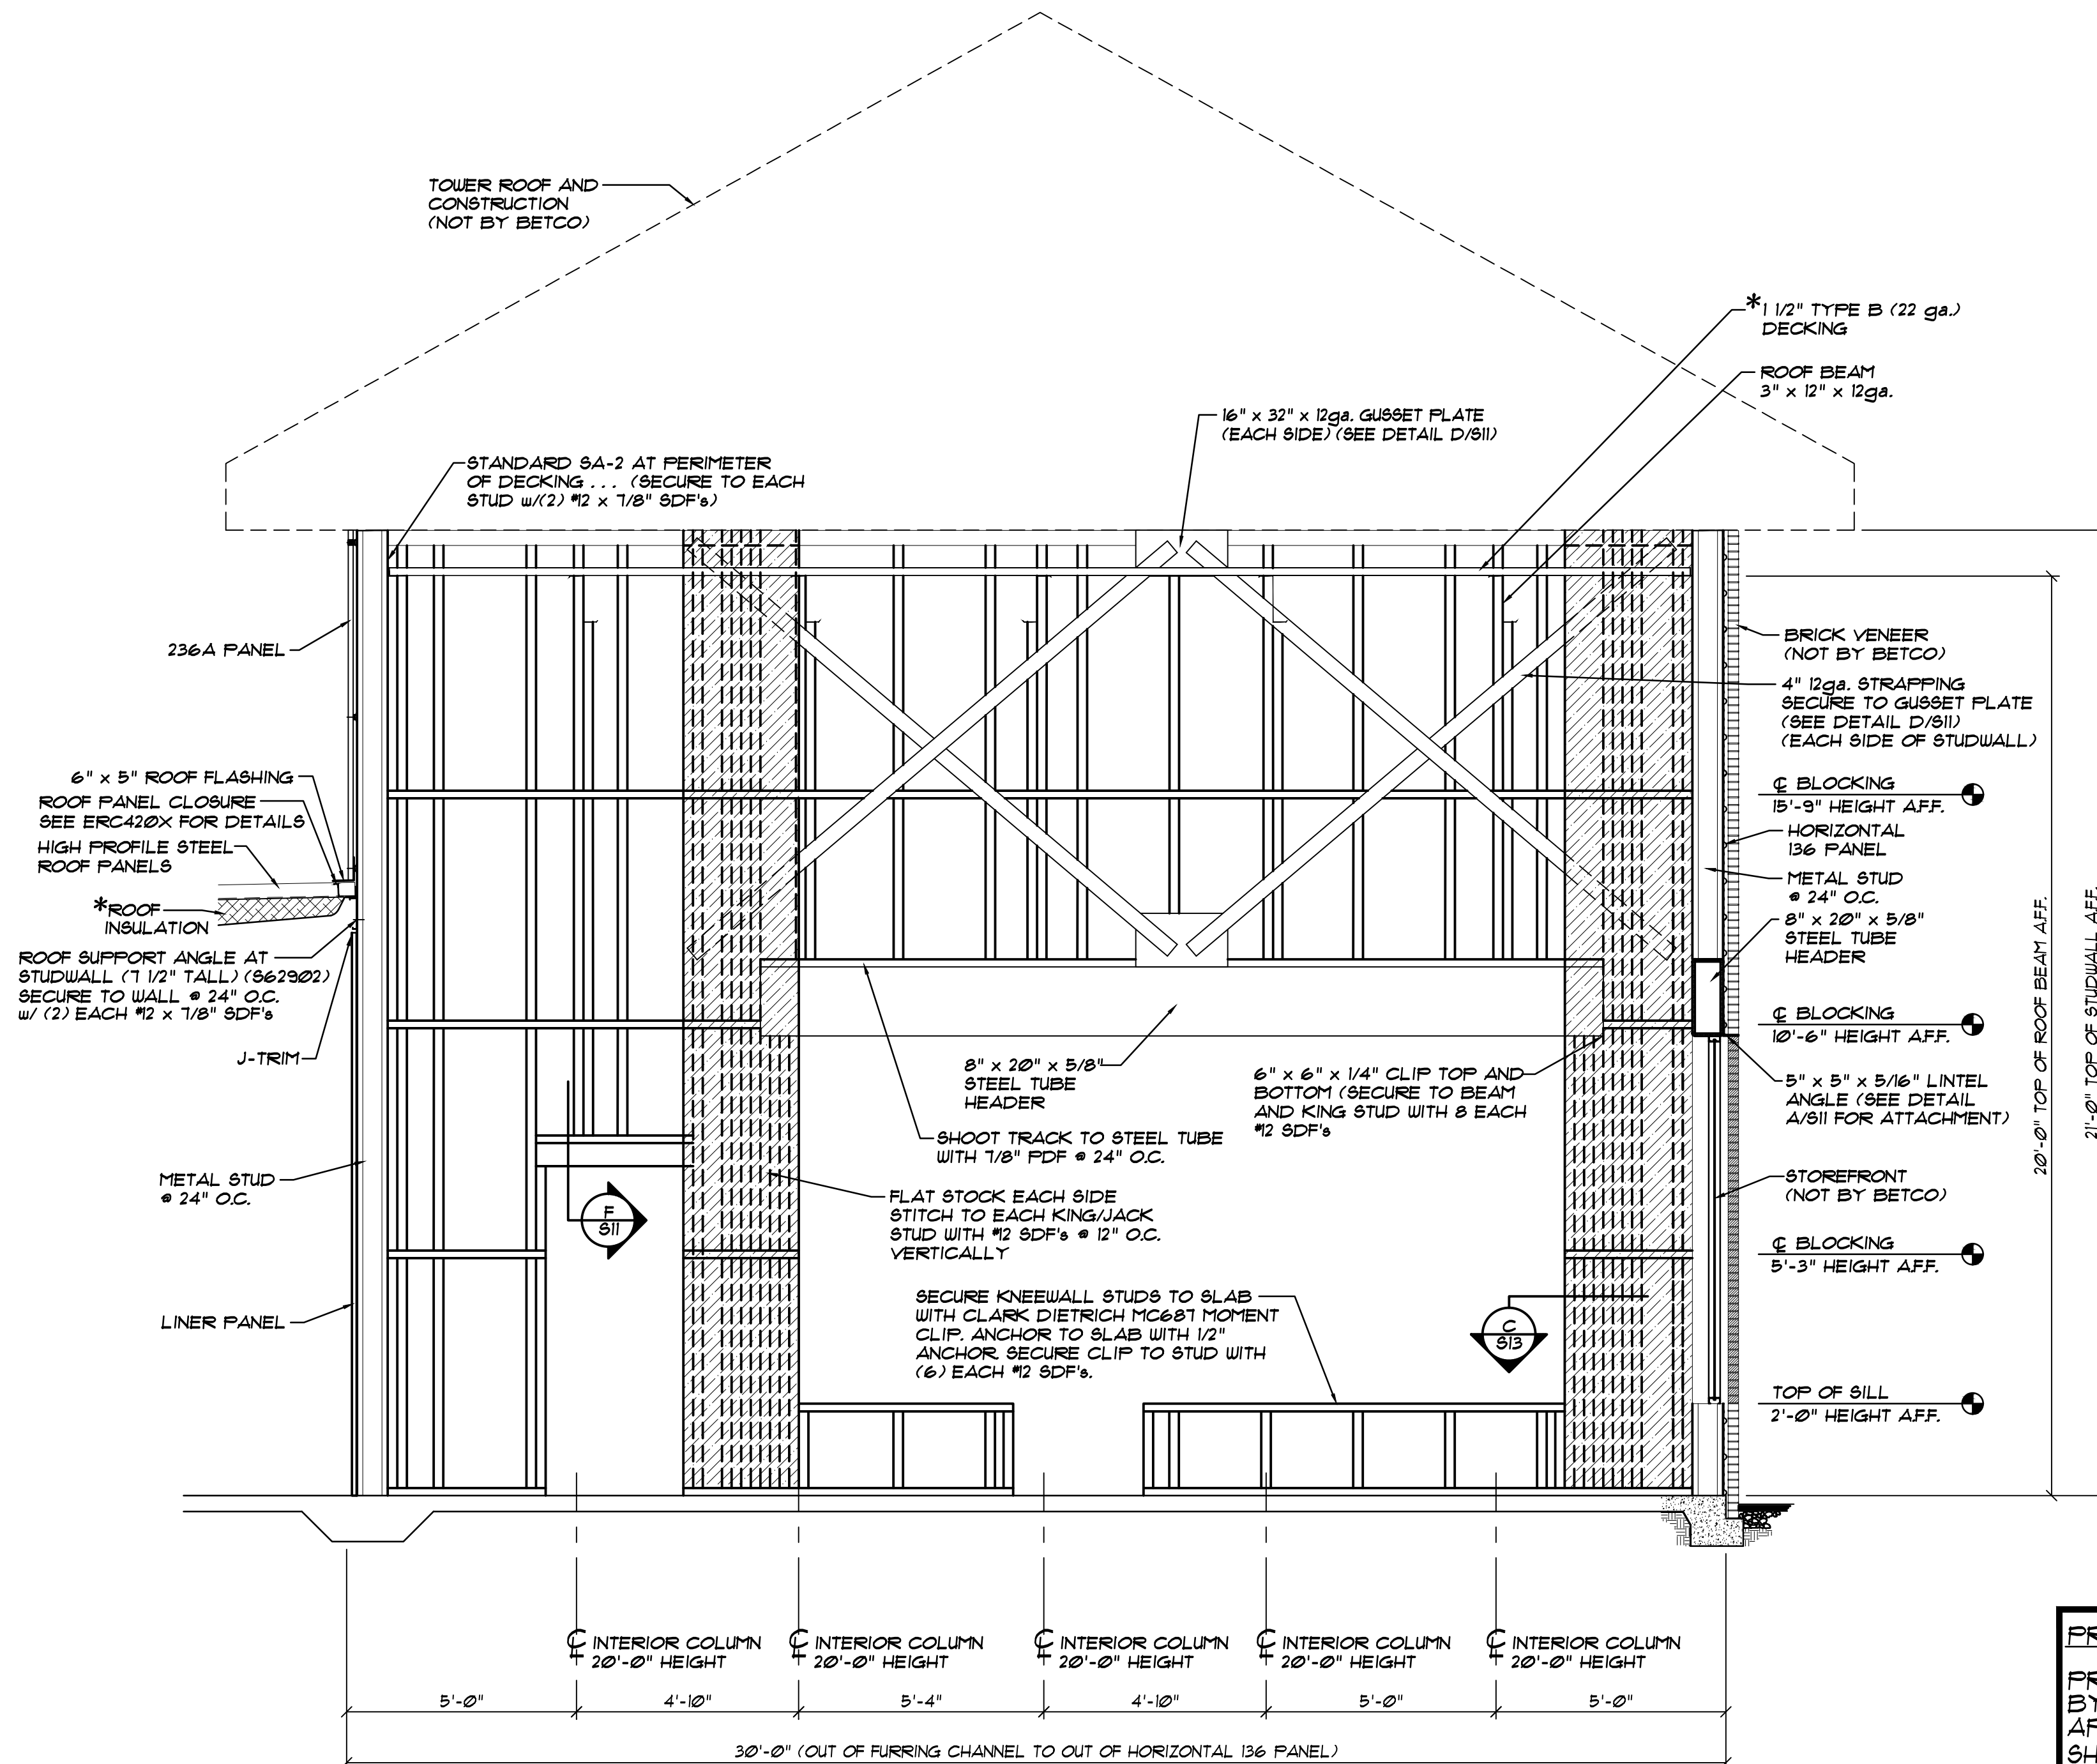 TOWER ROOF AND
CONSTRUCTION
(NOT BY BETCO)
*1 1/2" TYPE B (22 ga.)
DECKING
ROOF BEAM
3" x 12" x 12ga.
16" x 32" x 12ga. GUSSET PLATE
(EACH SIDE) (SEE DETAIL D/S11)
STANDARD SA-2 AT PERIMETER
OF DECKING . . . (SECURE TO EACH
STUD w/(2) #12 x 7/8" SDF's)
236A PANEL
6" x 5" ROOF FLASHING
ROOF PANEL CLOSURE
SEE ERC420X FOR DETAILS
HIGH PROFILE STEEL
ROOF PANELS
*ROOF
INSULATION
ROOF SUPPORT ANGLE AT
STUDWALL (7 1/2" TALL) (S62902)
SECURE TO WALL @ 24" O.C.
w/ (2) EACH #12 x 7/8" SDF's
J-TRIM
METAL STUD
@ 24" O.C.
LINER PANEL
BRICK VENEER
(NOT BY BETCO)
4" 12ga. STRAPPING
SECURE TO GUSSET PLATE
(SEE DETAIL D/S11)
(EACH SIDE OF STUDWALL)
℄ BLOCKING
15'-9" HEIGHT A.F.F.
HORIZONTAL
136 PANEL
METAL STUD
@ 24" O.C.
8" x 20" x 5/8"
STEEL TUBE
HEADER
℄ BLOCKING
10'-6" HEIGHT A.F.F.
5" x 5" x 5/16" LINTEL
ANGLE (SEE DETAIL
A/S11 FOR ATTACHMENT)
STOREFRONT
(NOT BY BETCO)
℄ BLOCKING
5'-3" HEIGHT A.F.F.
TOP OF SILL
2'-0" HEIGHT A.F.F.
20'-0" TOP OF ROOF BEAM A.F.F.
21'-0" TOP OF STUDWALL A.F.F.
8" x 20" x 5/8"
STEEL TUBE
HEADER
6" x 6" x 1/4" CLIP TOP AND
BOTTOM (SECURE TO BEAM
AND KING STUD WITH 8 EACH
#12 SDF's
SHOOT TRACK TO STEEL TUBE
WITH 7/8" PDF @ 24" O.C.
FLAT STOCK EACH SIDE
STITCH TO EACH KING/JACK
STUD WITH #12 SDF's @ 12" O.C.
VERTICALLY
F
S11
SECURE KNEEWALL STUDS TO SLAB
WITH CLARK DIETRICH MC687 MOMENT
CLIP. ANCHOR TO SLAB WITH 1/2"
ANCHOR. SECURE CLIP TO STUD WITH
(6) EACH #12 SDF's.
C
S13
℄ INTERIOR COLUMN
20'-0" HEIGHT
℄ INTERIOR COLUMN
20'-0" HEIGHT
℄ INTERIOR COLUMN
20'-0" HEIGHT
℄ INTERIOR COLUMN
20'-0" HEIGHT
℄ INTERIOR COLUMN
20'-0" HEIGHT
5'-0"
4'-10"
5'-4"
4'-10"
5'-0"
5'-0"
30'-0" (OUT OF FURRING CHANNEL TO OUT OF HORIZONTAL 136 PANEL)
BY